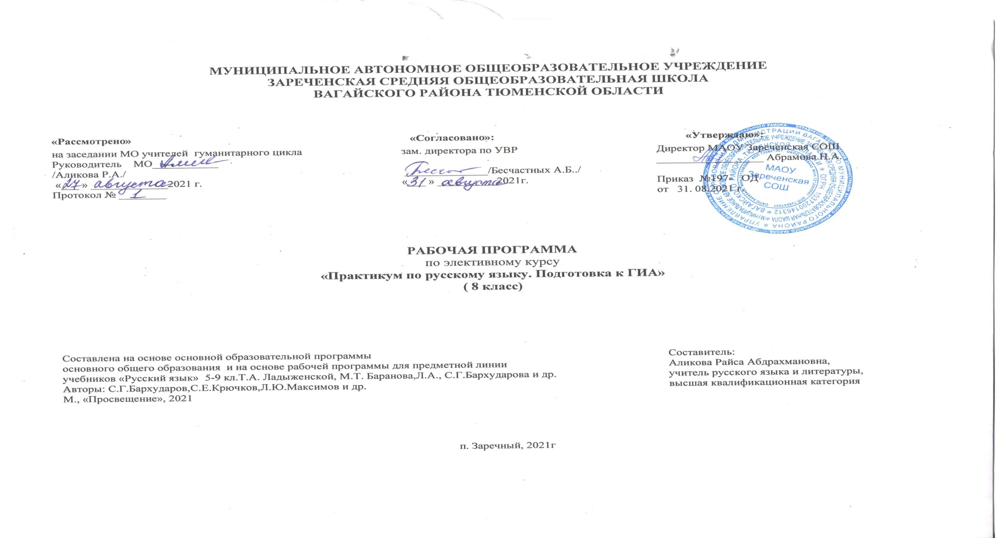 МУНИЦИПАЛЬНОЕ АВТОНОМНОЕ ОБЩЕОБРАЗОВАТЕЛЬНОЕ УЧРЕЖДЕНИЕ
ЗАРЕЧЕНСКАЯ СРЕДНЯЯ ОБЩЕОБРАЗОВАТЕЛЬНАЯ ШКОЛА
ВАГАЙСКОГО РАЙОНА ТЮМЕНСКОЙ ОБЛАСТИ
«Рассмотрено»
на заседании МО учителей гуманитарного цикла
Руководитель МО
/Аликова Р.А./
«27» августа 2021 г.
Протокол № 1
«Согласовано»:
зам. директора по УВР
/Бесчастных А.Б../
«31» августа 2021г.
«Утверждаю»:
Директор МАОУ Зареченская СОШ
Абрамова Н.А.
Приказ №197 - ОД
от 31. 08.2021 г.
МАОУ
Зареченская
СОШ
РАБОЧАЯ ПРОГРАММА
по элективному курсу
«Практикум по русскому языку. Подготовка к ГИА»
( 8 класс)
Составлена на основе основной образовательной программы
основного общего образования и на основе рабочей программы для предметной линии
учебников «Русский язык» 5-9 кл.Т.А. Ладыженской, М.Т. Баранова,Л.А., С.Г.Бархударова и др.
Авторы: С.Г.Бархударов,С.Е.Крючков,Л.Ю.Максимов и др.
М., «Просвещение», 2021
Составитель:
Аликова Райса Абдрахмановна,
учитель русского языка и литературы,
высшая квалификационная категория
п. Заречный, 2021г